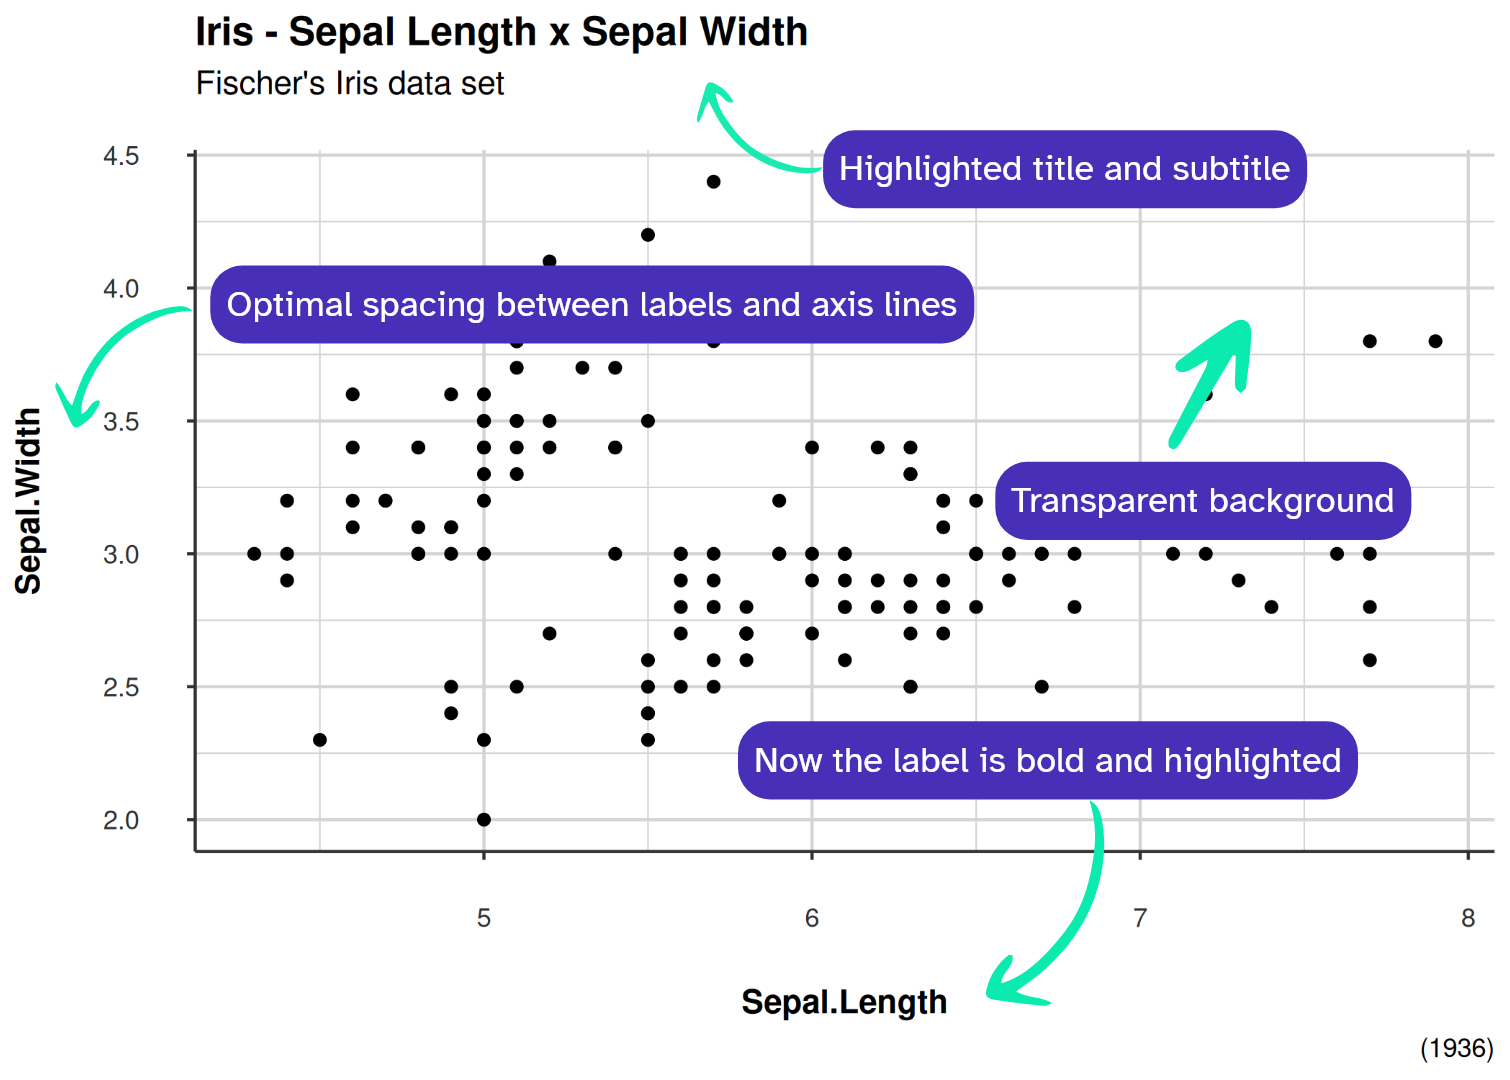 Iris - Sepal Length x Sepal Width
Fischer's Iris data set
Highlighted title and subtitle
Optimal spacing between labels and axis lines
Transparent background
Now the label is bold and highlighted
Sepal.Width
4.5
4.0
3.5
3.0
2.5
2.0
5 6 7 8
Sepal.Length
(1936)